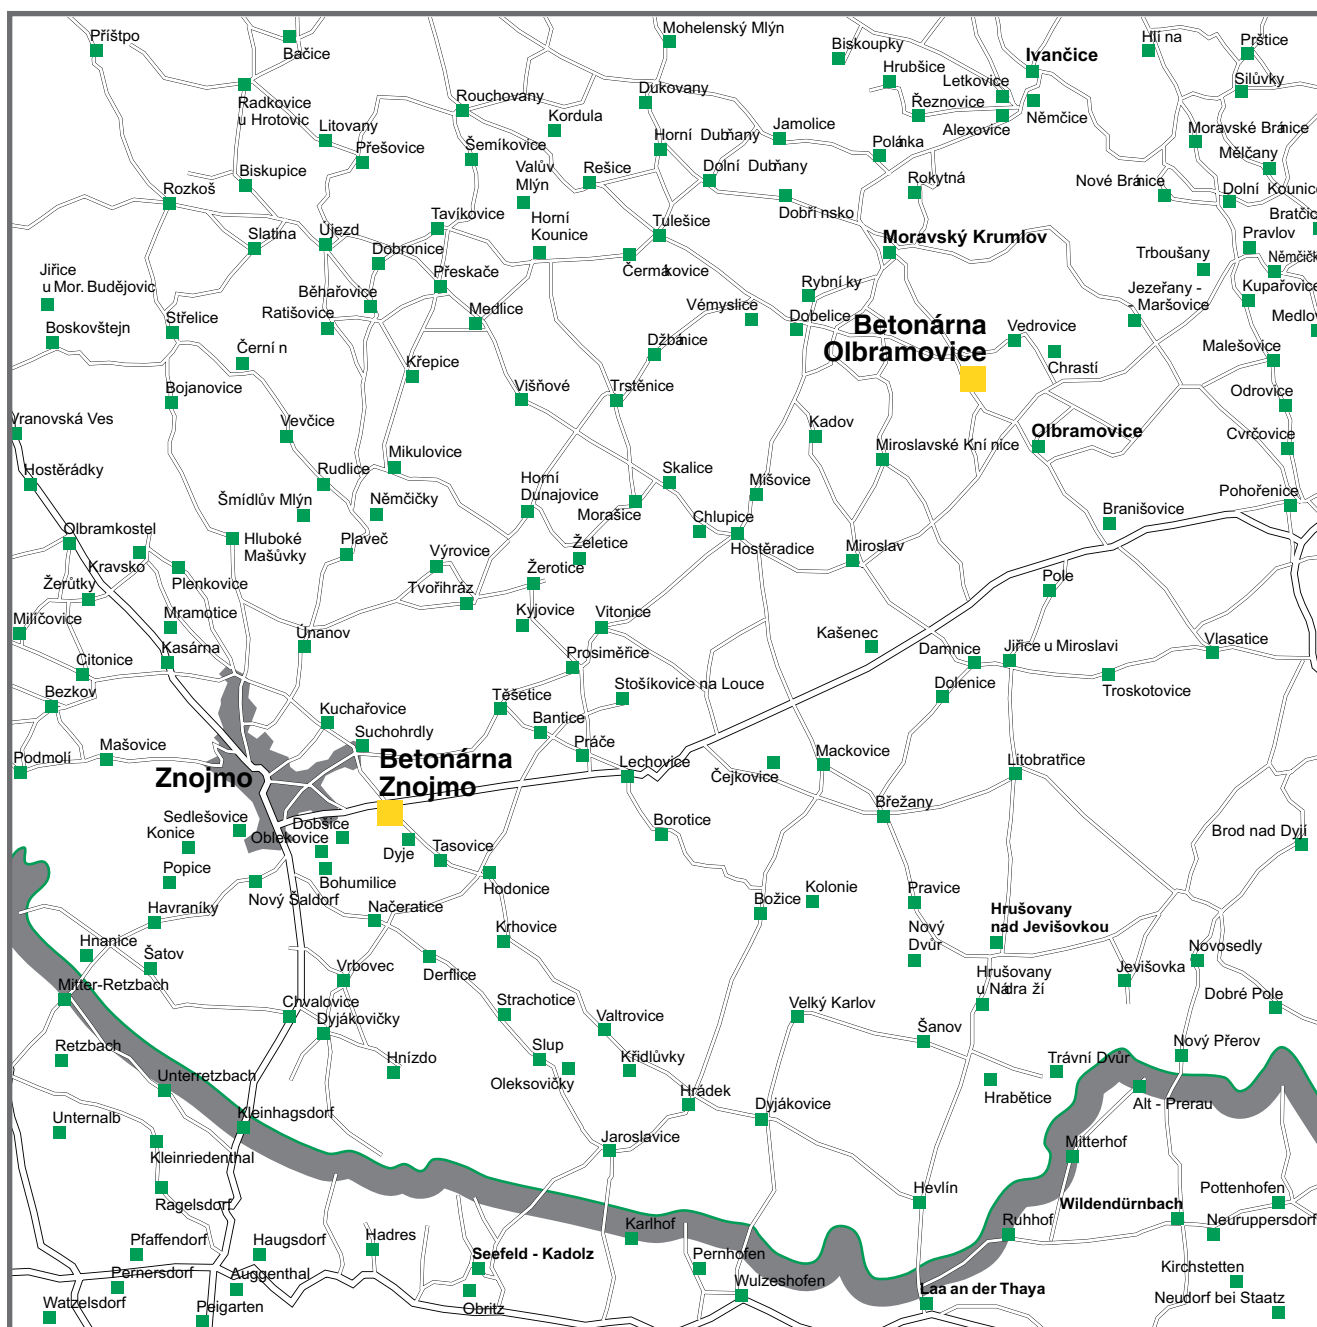 Příštpo
Bačice
Mohelenský Mlýn
Biskoupky
Ivančice
Hlína
Prštice
Hrubšice
Letkovice
Silůvky
Radkovice
u Hrotovic
Rouchovany
Dukovany
Řeznovice
Němčice
Litovany
Kordula
Horní Dubňany
Jamolice
Alexovice
Moravské Bránice
Přešovice
Šemíkovice
Polánka
Mělčany
Biskupice
Valův
Mlýn
Rešice
Dolní Dubňany
Rokytná
Nové Bránice
Dolní Kounice
Rozkoš
Tavíkovice
Horní
Kounice
Tulešice
Dobřínsko
Bratčice
Slatina
Újezd
Dobronice
Moravský Krumlov
Pravlov
Jiřice
u Mor. Budějovic
Přeskače
Čermákovice
Trboušany
Němčičky
Běhařovice
Rybníky
Jezeřany -
Maršovice
Kupařovice
Boskovštejn
Střelice
Ratišovice
Medlice
Vémyslice
Dobelice
Betonárna
Olbramovice
Vedrovice
Medlov
Černín
Křepice
Džbánice
Chrastí
Malešovice
Bojanovice
Višňové
Trstěnice
Odrovice
Vranovská Ves
Vevčice
Kadov
Olbramovice
Cvrčovice
Hostěrádky
Rudlice
Mikulovice
Miroslavské Knínice
Šmídlův Mlýn
Němčičky
Horní
Dunajovice
Skalice
Míšovice
Pohořenice
Olbramkostel
Hluboké
Mašůvky
Morašice
Chlupice
Branišovice
Kravsko
Plaveč
Výrovice
Želetice
Hostěradice
Miroslav
Žerůtky
Plenkovice
Tvořihráz
Žerotice
Pole
Milíčovice
Mramotice
Kyjovice
Vitonice
Únanov
Kašenec
Vlasatice
Citonice
Kasárna
Prosiměřice
Damnice
Jiřice u Miroslavi
Bezkov
Těšetice
Stošíkovice na Louce
Dolenice
Troskotovice
Kuchařovice
Bantice
Suchohrdly
Podmolí
Mašovice
Betonárna
Znojmo
Práče
Znojmo
Lechovice
Čejkovice
Mackovice
Litobratřice
Sedlešovice
Břežany
Konice
Dobšice
Oblekovice
Borotice
Brod nad Dyjí
Popice
Dyje
Tasovice
Bohumilice
Hodonice
Kolonie
Pravice
Nový Šaldorf
Božice
Havraníky
Načeratice
Hrušovany
nad Jevišovkou
Krhovice
Nový
Dvůr
Hnanice
Šatov
Novosedly
Vrbovec
Derflice
Hrušovany
u Nádraží
Jevišovka
Mitter-Retzbach
Dobré Pole
Chvalovice
Strachotice
Velký Karlov
Dyjákovičky
Valtrovice
Šanov
Retzbach
Hnízdo
Slup
Křidlůvky
Trávní Dvůr
Nový Přerov
Unterretzbach
Oleksovičky
Hrádek
Hrabětice
Alt - Prerau
Unternalb
Kleinhagsdorf
Dyjákovice
Kleinriedenthal
Jaroslavice
Mitterhof
Ragelsdorf
Hevlín
Wildendürnbach
Pottenhofen
Pfaffendorf
Haugsdorf
Hadres
Karlhof
Ruhhof
Neuruppersdorf
Seefeld - Kadolz
Pernhofen
Pernersdorf
Auggenthal
Wulzeshofen
Kirchstetten
Laa an der Thaya
Watzelsdorf
Peigarten
Obritz
Neudorf bei Staatz